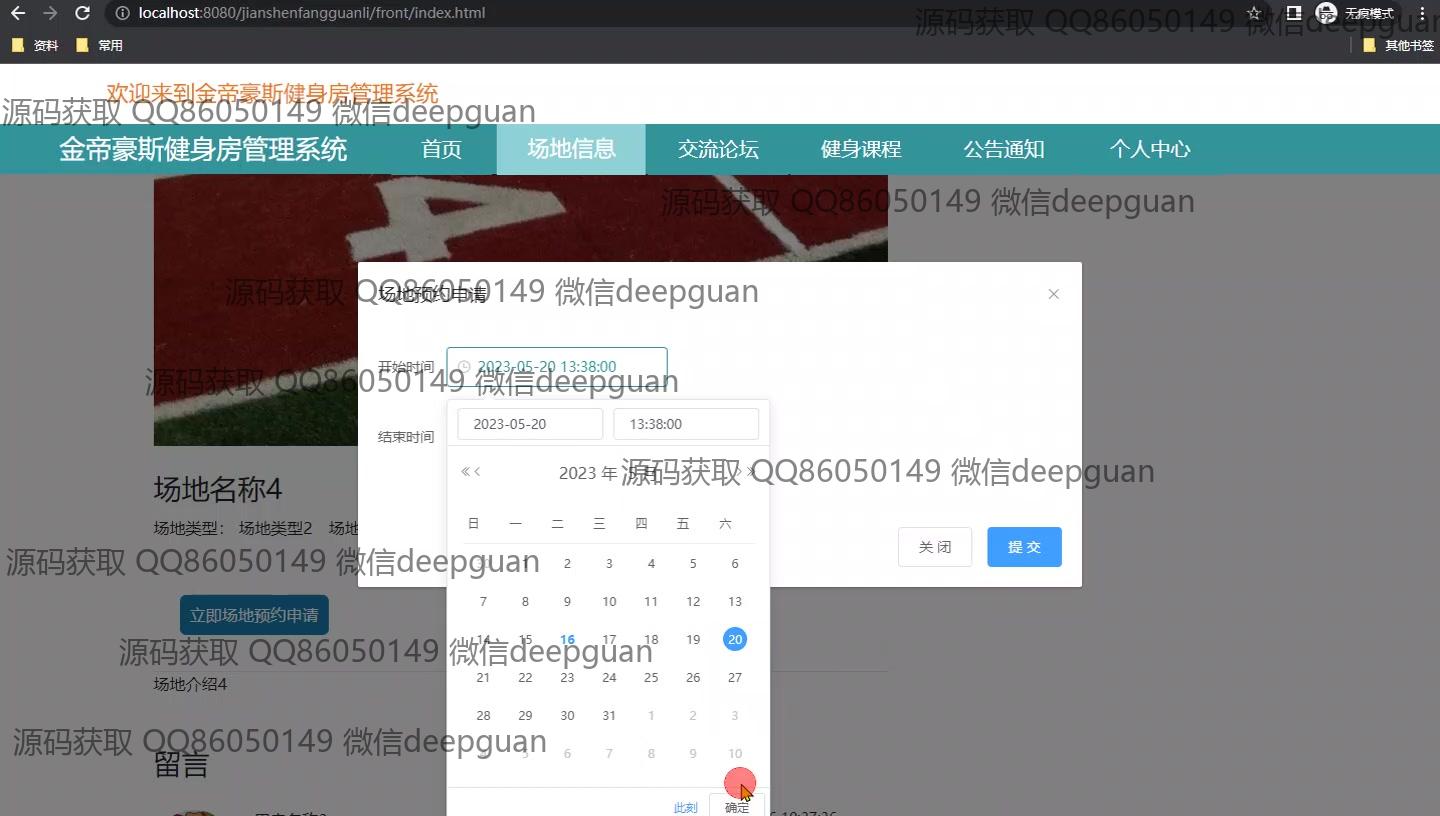 localhost:8080/jianshenfangguanli/front/index.html
无痕模式
资料
常用
其他书签
源码获取 QQ86050149 微信deepguan
欢迎来到金帝豪斯健身房管理系统
源码获取 QQ86050149 微信deepguan
金帝豪斯健身房管理系统
首页
场地信息
交流论坛
健身课程
公告通知
个人中心
源码获取 QQ86050149 微信deepguan
4
场地预约申请
源码获取 QQ86050149 微信deepguan
开始时间
2023-05-20 13:38:00
源码获取 QQ86050149 微信deepguan
2023-05-20
13:38:00
结束时间
2023 年 5 月
源码获取 QQ86050149 微信deepguan
场地名称4
场地类型： 场地类型2 场地
日 一 二 三 四 五 六
关 闭
提 交
30 1 2 3 4 5 6
源码获取 QQ86050149 微信deepguan
7 8 9 10 11 12 13
立即场地预约申请
14 15 16 17 18 19 20
源码获取 QQ86050149 微信deepguan
21 22 23 24 25 26 27
场地介绍4
28 29 30 31 1 2 3
源码获取 QQ86050149 微信deepguan
4 5 6 7 8 9 10
留言
此刻
确定